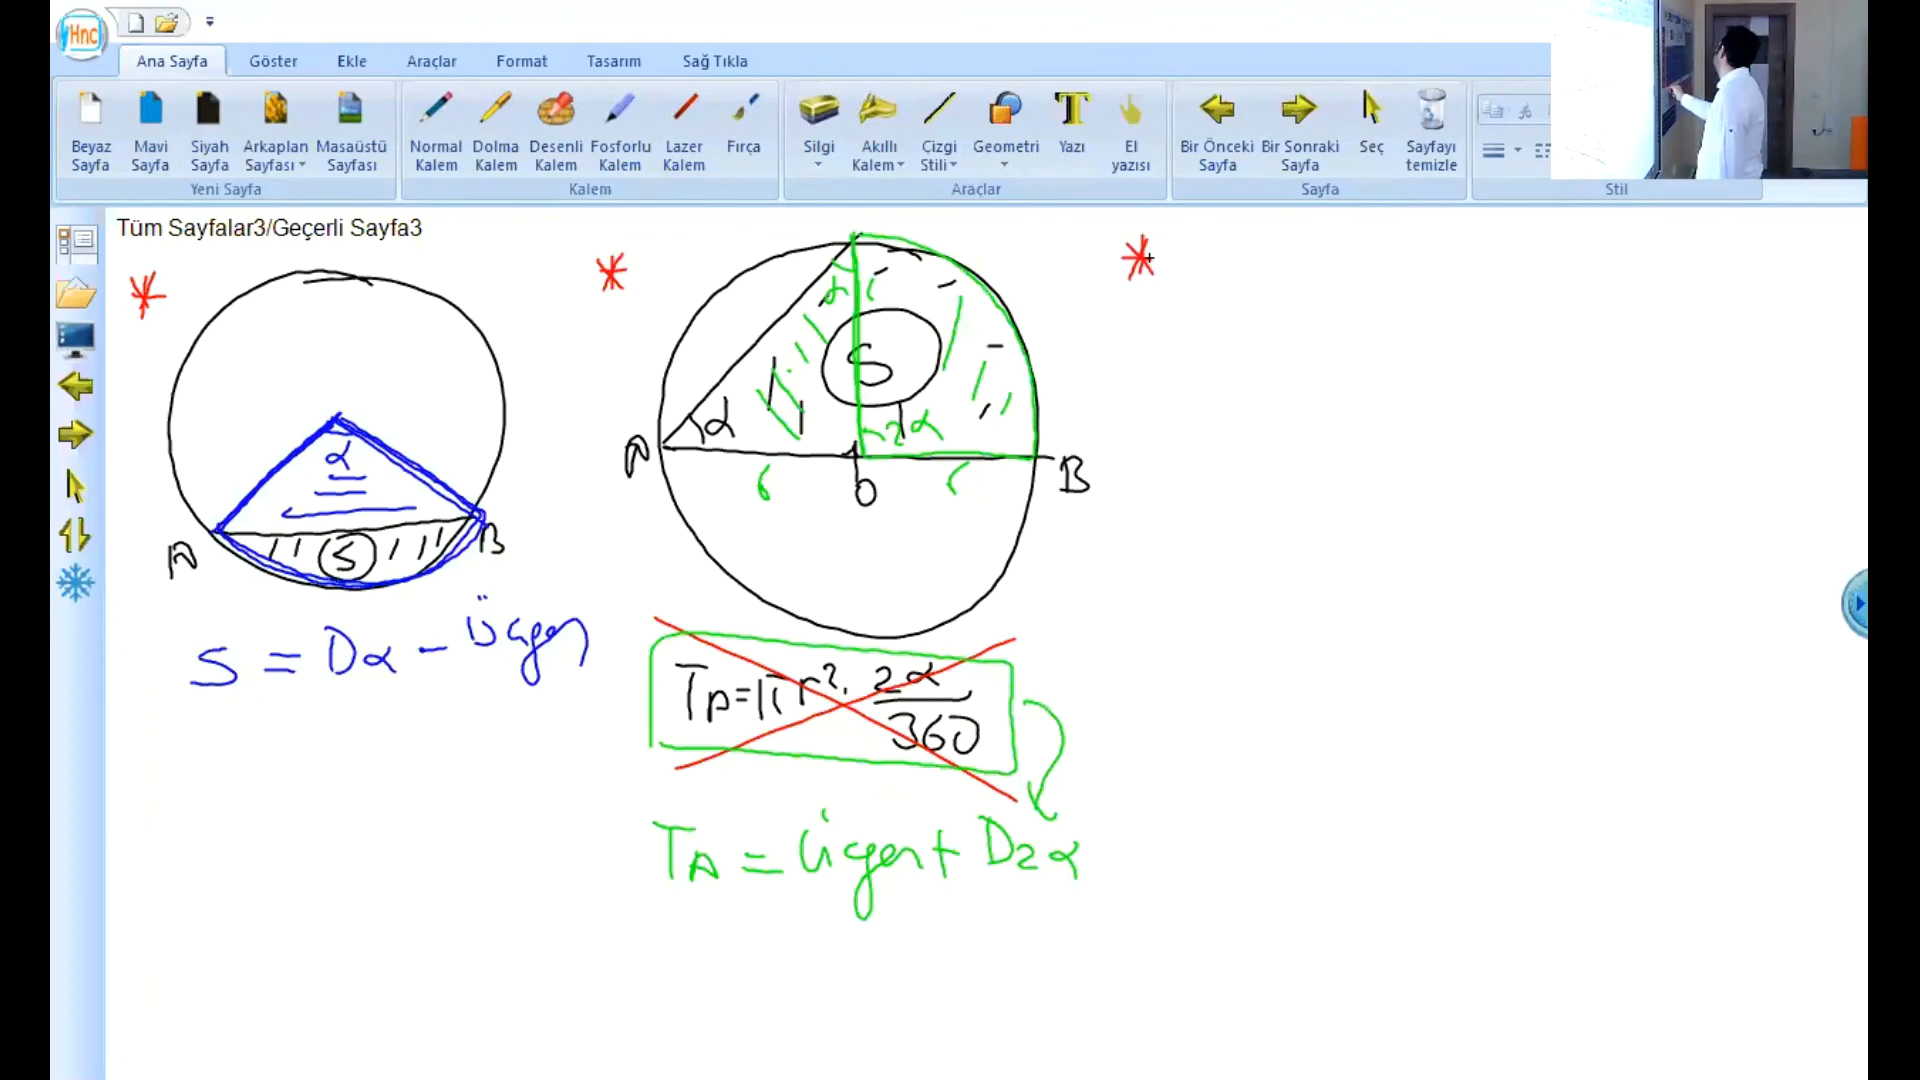 Hnc
Ana Sayfa Göster Ekle Araçlar Format Tasarım Sağ Tıkla
Beyaz Sayfa Mavi Sayfa Siyah Sayfa Arkaplan Sayfası Masaüstü Sayfası
Yeni Sayfa
Normal Kalem Dolma Kalem Desenli Kalem Fosforlu Kalem Lazer Kalem Fırça
Kalem
Silgi Akıllı Kalem Çizgi Stili Geometri Yazı El yazısı
Araçlar
Bir Önceki Sayfa Bir Sonraki Sayfa Seç Sayfayı temizle
Sayfa
Stil
Tüm Sayfalar3/Geçerli Sayfa3
α
A S B
S = Dα - Üçgen
α r
S
α 2α
A r O r B
TA=πr². 2α/360
TA = üçgen + D2α